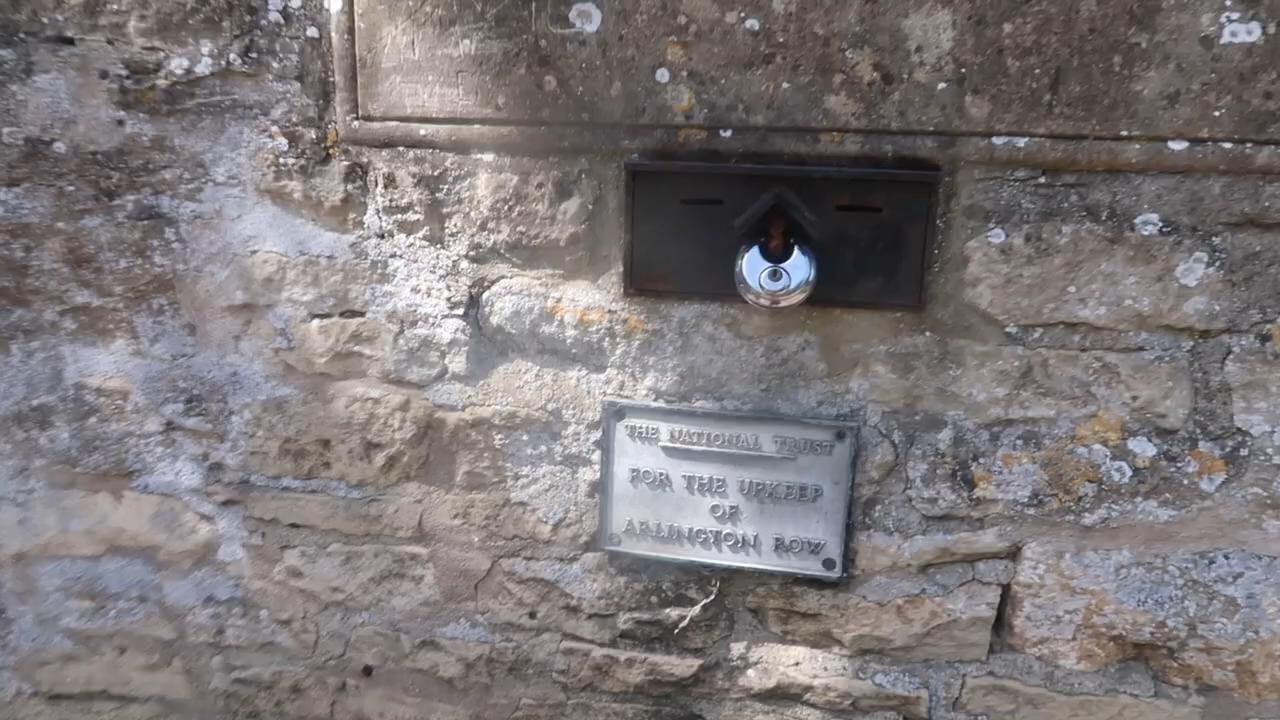 THE NATIONAL TRUST
FOR THE UPKEEP
OF
ARLINGTON ROW